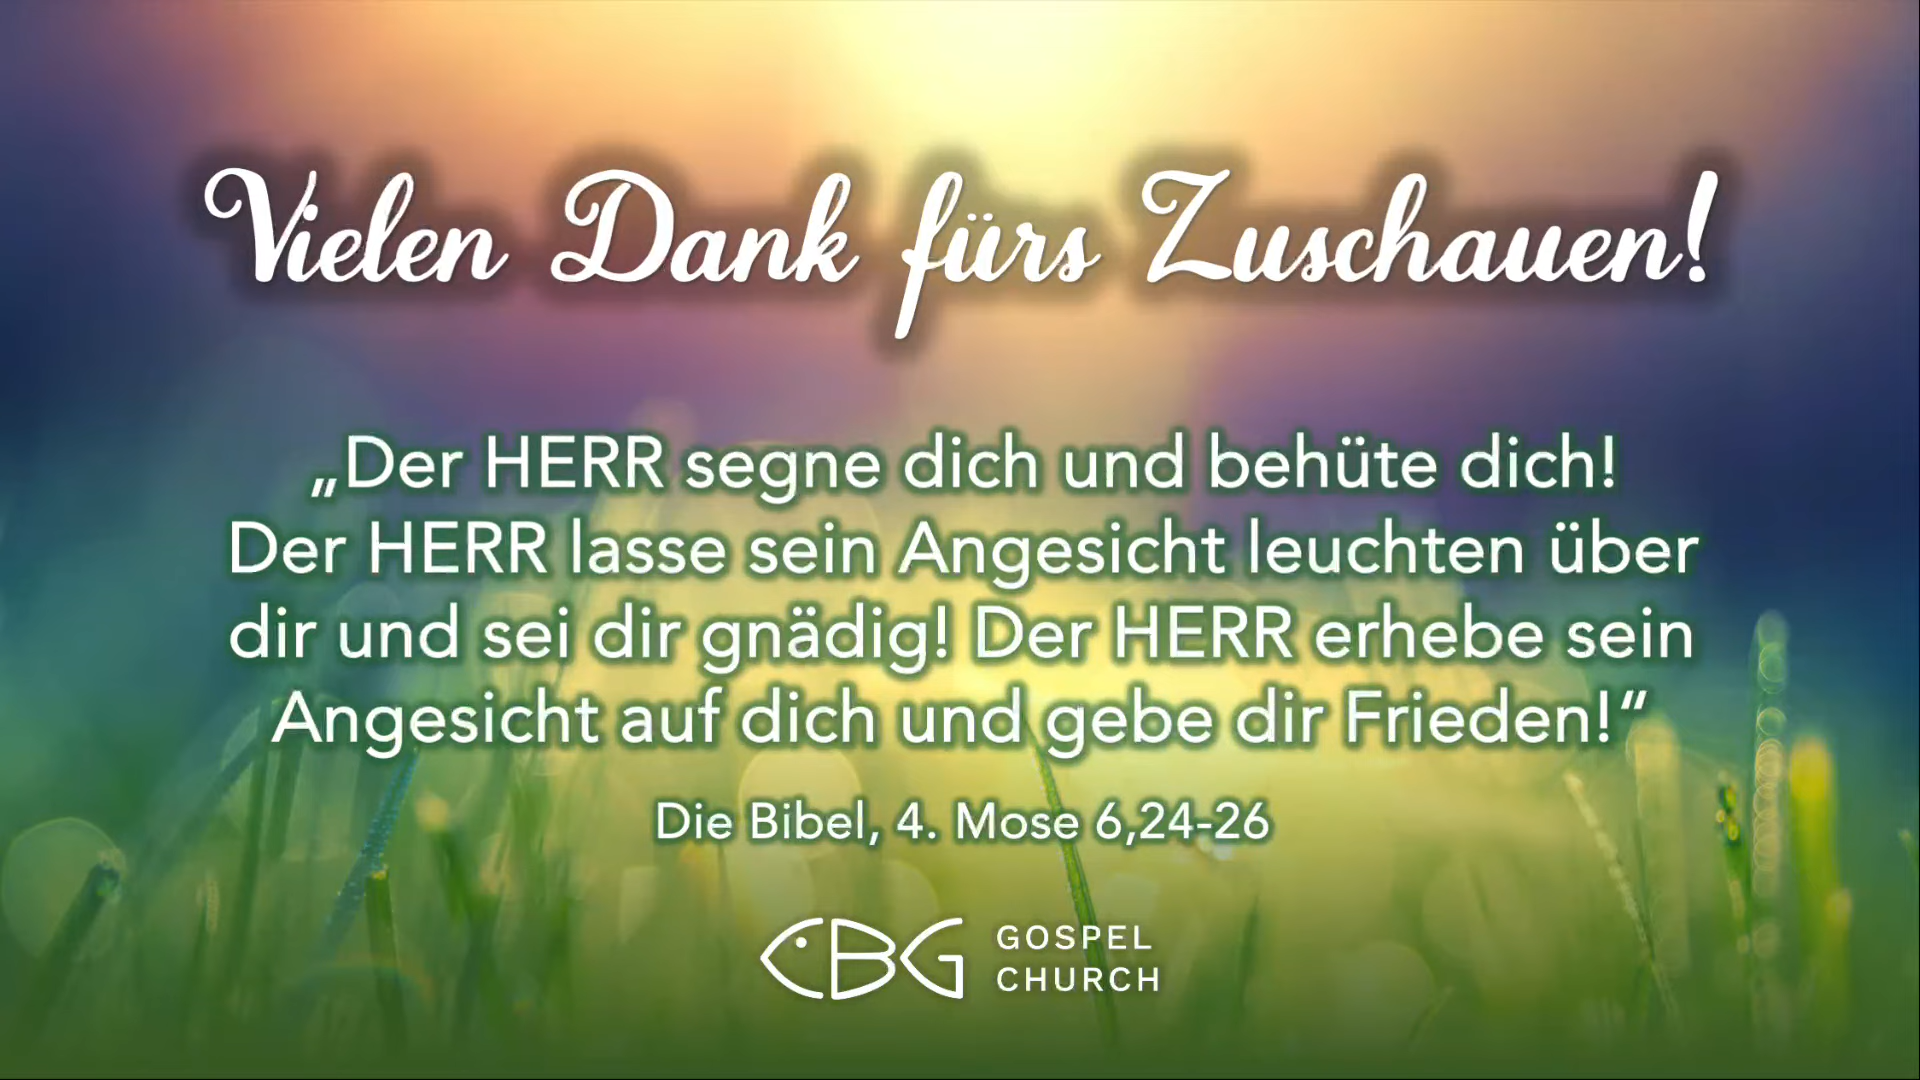 Vielen Dank fürs Zuschauen!
„Der HERR segne dich und behüte dich!
Der HERR lasse sein Angesicht leuchten über
dir und sei dir gnädig! Der HERR erhebe sein
Angesicht auf dich und gebe dir Frieden!“
Die Bibel, 4. Mose 6,24-26
CBG GOSPEL
CHURCH